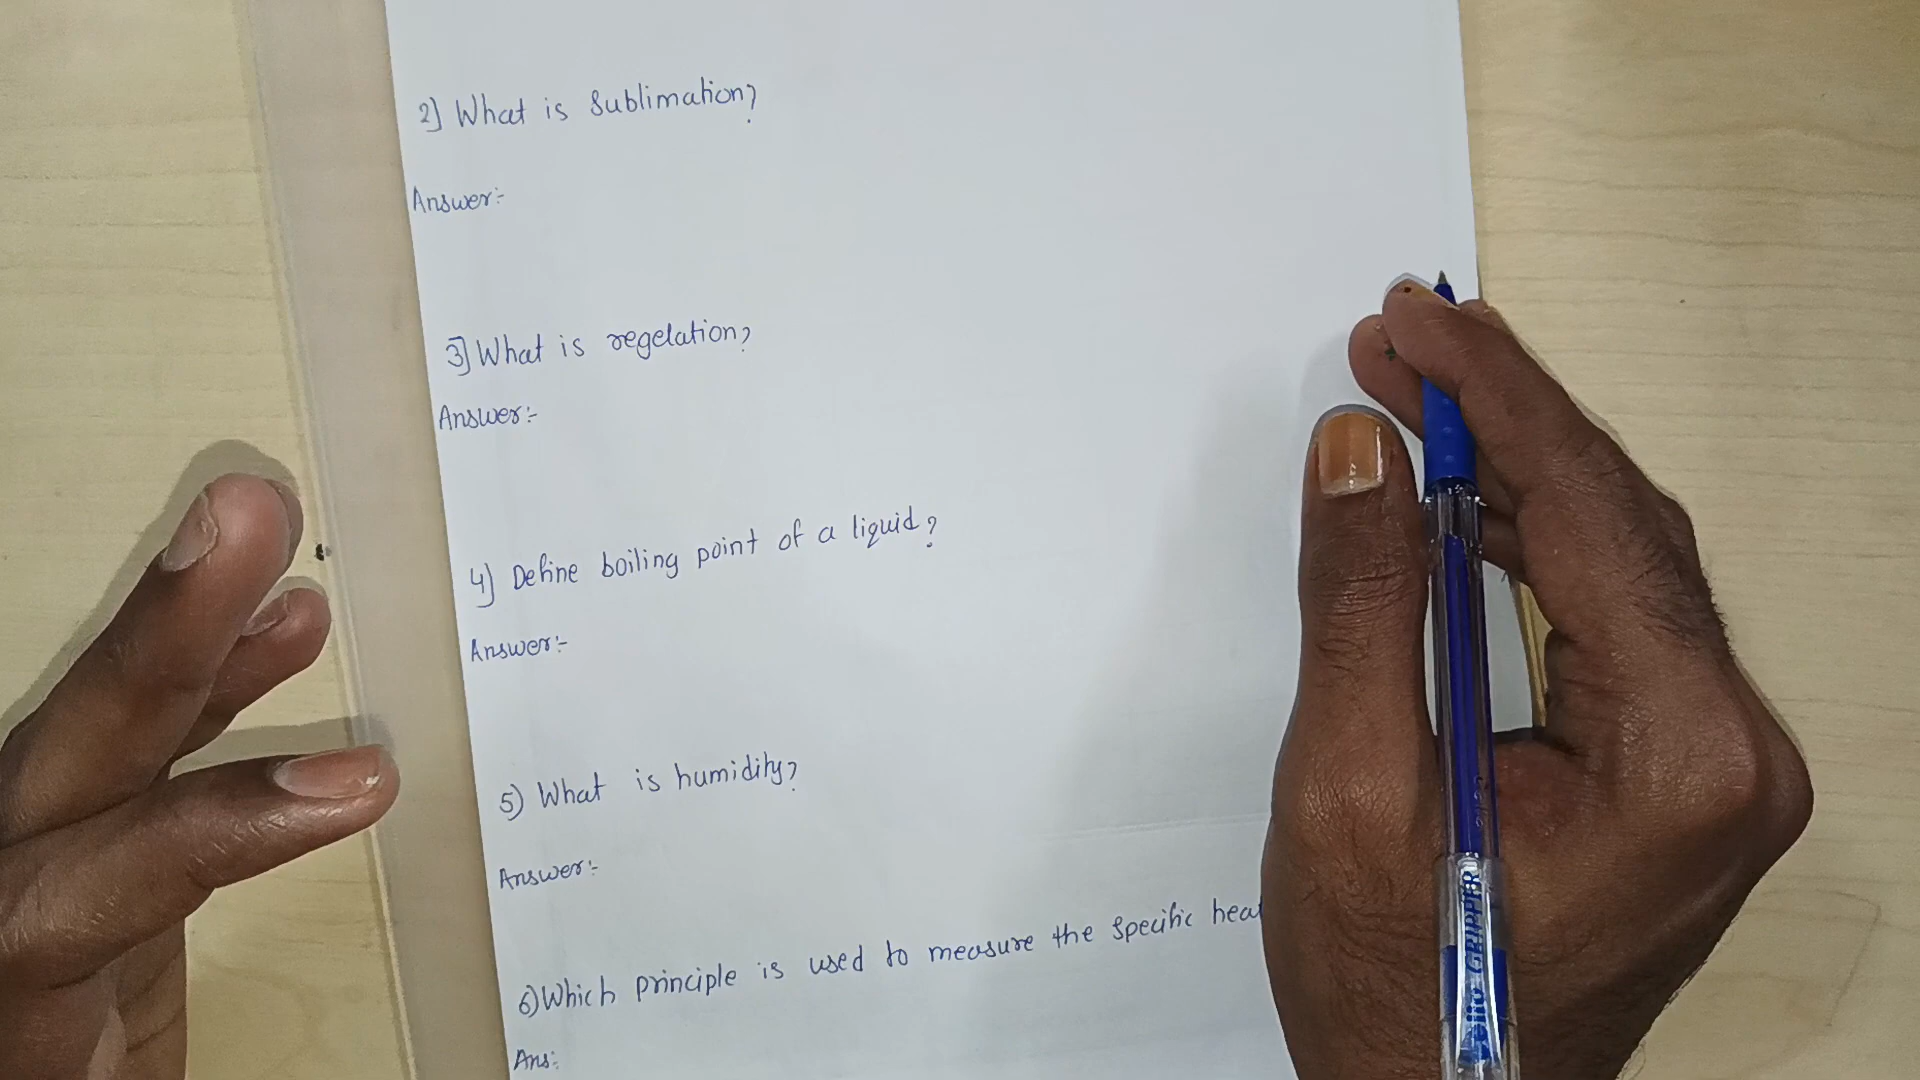 2] What is Sublimation?
Answer:-
3] What is regelation?
Answer:-
4) Define boiling point of a liquid?
Answer:-
5) What is humidity?
Answer:-
6) Which principle is used to measure the specific heat
Ans:
GRIPPER